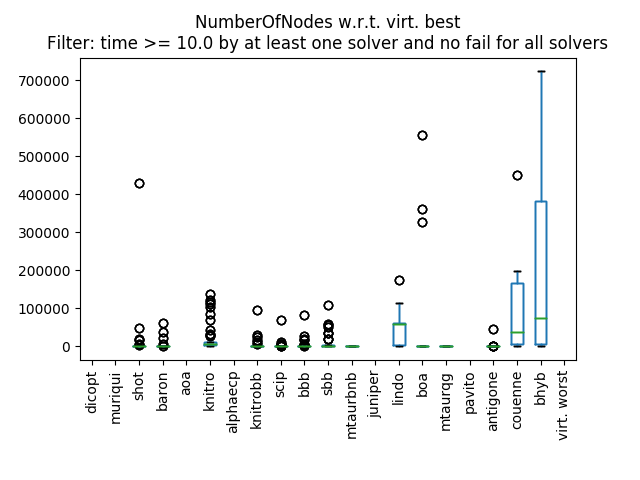 NumberOfNodes w.r.t. virt. best
Filter: time >= 10.0 by at least one solver and no fail for all solvers
700000
600000
500000
400000
300000
200000
100000
0
dicopt
muriqui
shot
baron
aoa
knitro
alphaecp
knitrobb
scip
bbb
sbb
mtaurbnb
juniper
lindo
boa
mtaurqg
pavito
antigone
couenne
bhyb
virt. worst